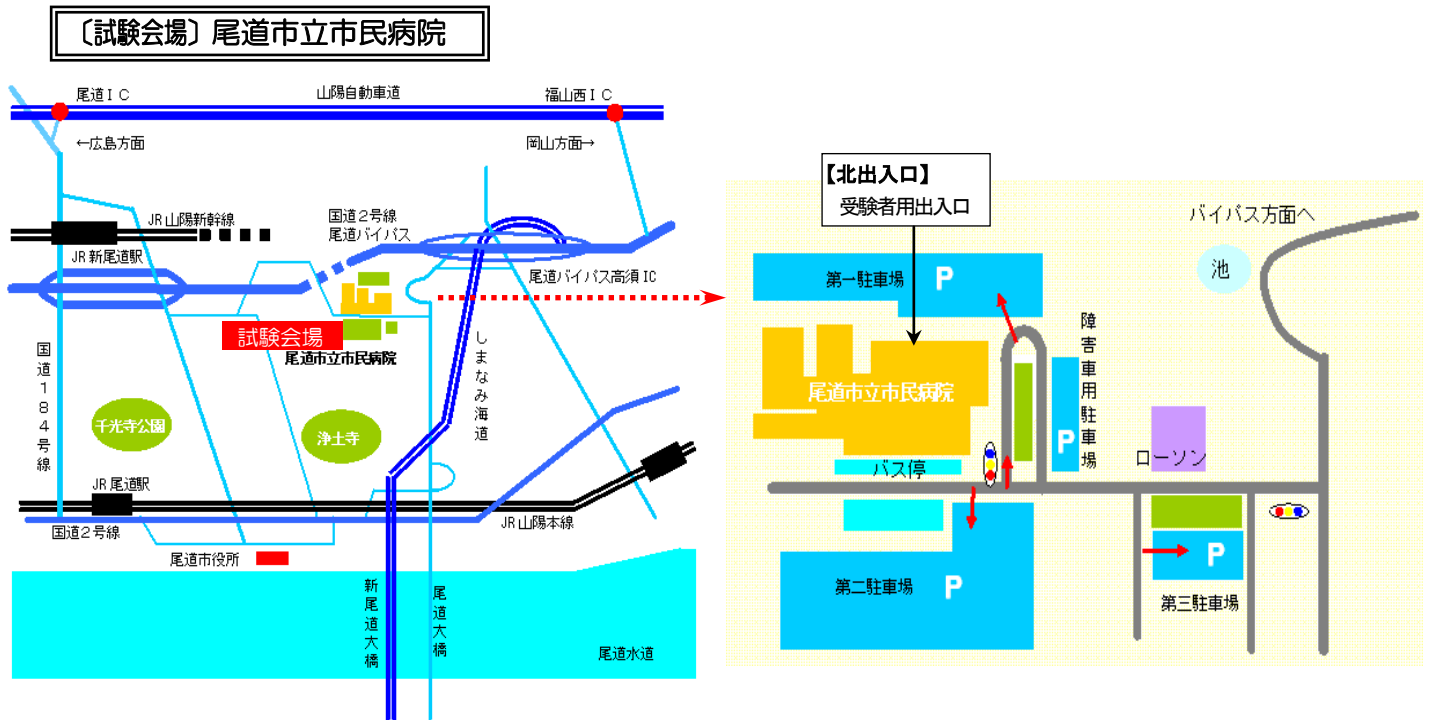 〔試験会場〕尾道市立市民病院
尾道ＩＣ
山陽自動車道
福山西ＩＣ
←広島方面
岡山方面→
JR山陽新幹線
国道２号線
尾道バイパス
JR新尾道駅
尾道バイパス高須IC
試験会場
尾道市立市民病院
国道１８４号線
しまなみ海道
千光寺公園
浄土寺
JR尾道駅
国道２号線
JR山陽本線
尾道市役所
新尾道大橋
尾道大橋
尾道水道
【北出入口】
受験者用出入口
バイパス方面へ
池
第一駐車場
P
障害車用駐車場
P
尾道市立市民病院
ローソン
バス停
第二駐車場
P
P
第三駐車場